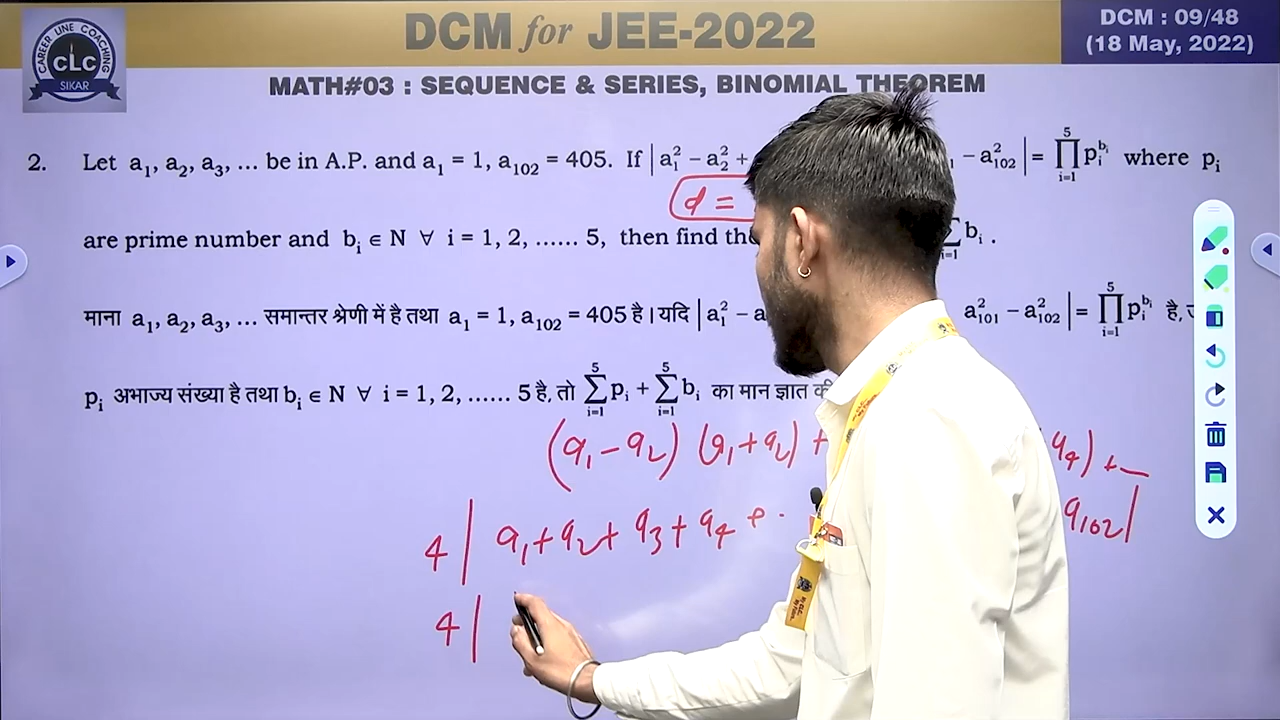 CAREER LINE COACHING
CLC
SIKAR
DCM for JEE-2022
DCM : 09/48
(18 May, 2022)
MATH#03 : SEQUENCE & SERIES, BINOMIAL THEOREM
2. Let a₁, a₂, a₃, ... be in A.P. and a₁ = 1, a₁₀₂ = 405. If |a₁² − a₂² + − a₁₀₂²| = ∏ᵢ₌₁⁵ pᵢ^bᵢ where pᵢ
d =
are prime number and bᵢ ∈ N ∀ i = 1, 2, ...... 5, then find bᵢ .
माना a₁, a₂, a₃, ... समान्तर श्रेणी में है तथा a₁ = 1, a₁₀₂ = 405 है। यदि |a₁² − a a₁₀₁² − a₁₀₂²| = ∏ᵢ₌₁⁵ pᵢ^bᵢ है,
pᵢ अभाज्य संख्या है तथा bᵢ ∈ N ∀ i = 1, 2, ...... 5 है, तो ∑ᵢ₌₁⁵ pᵢ + ∑ᵢ₌₁⁵ bᵢ का मान ज्ञात
(a₁ − a₂) (a₁ + a₂) + a₄) + —
4 | a₁ + a₂ + a₃ + a₄ + · a₁₀₂ |
4 |